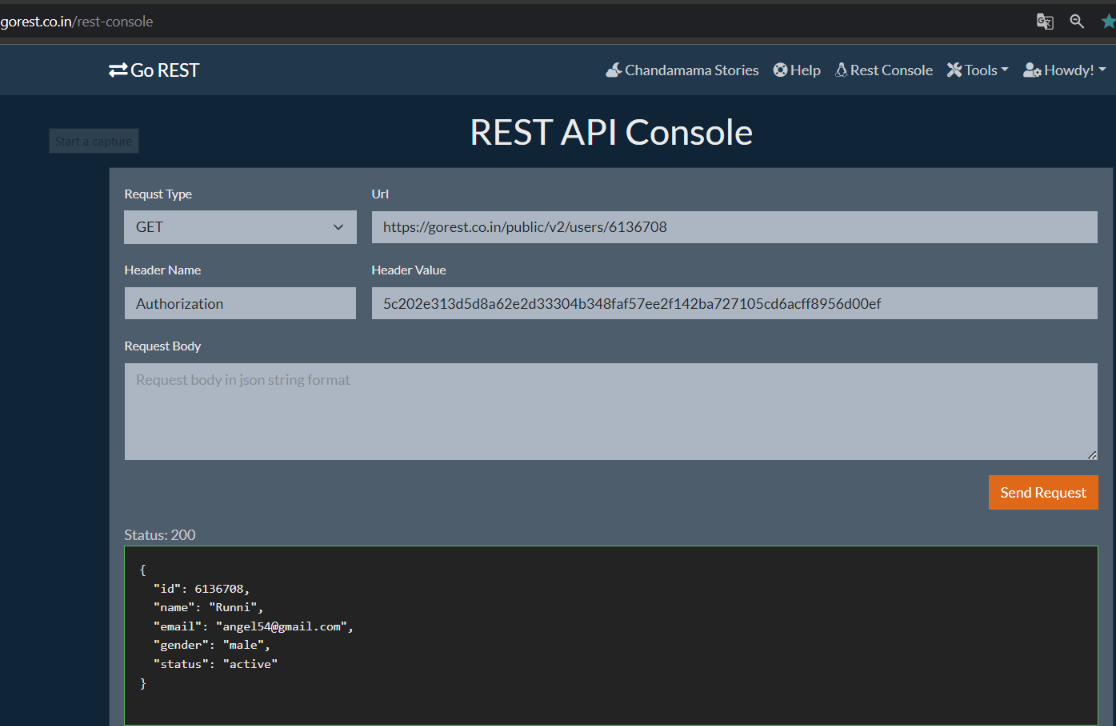 gorest.co.in/rest-console
Go REST
Chandamama Stories Help Rest Console Tools Howdy!
Start a capture
REST API Console
Requst Type Url
GET https://gorest.co.in/public/v2/users/6136708
Header Name Header Value
Authorization 5c202e313d5d8a62e2d33304b348faf57ee2f142ba727105cd6acff8956d00ef
Request Body
Request body in json string format
Send Request
Status: 200
{
"id": 6136708,
"name": "Runni",
"email": "angel54@gmail.com",
"gender": "male",
"status": "active"
}